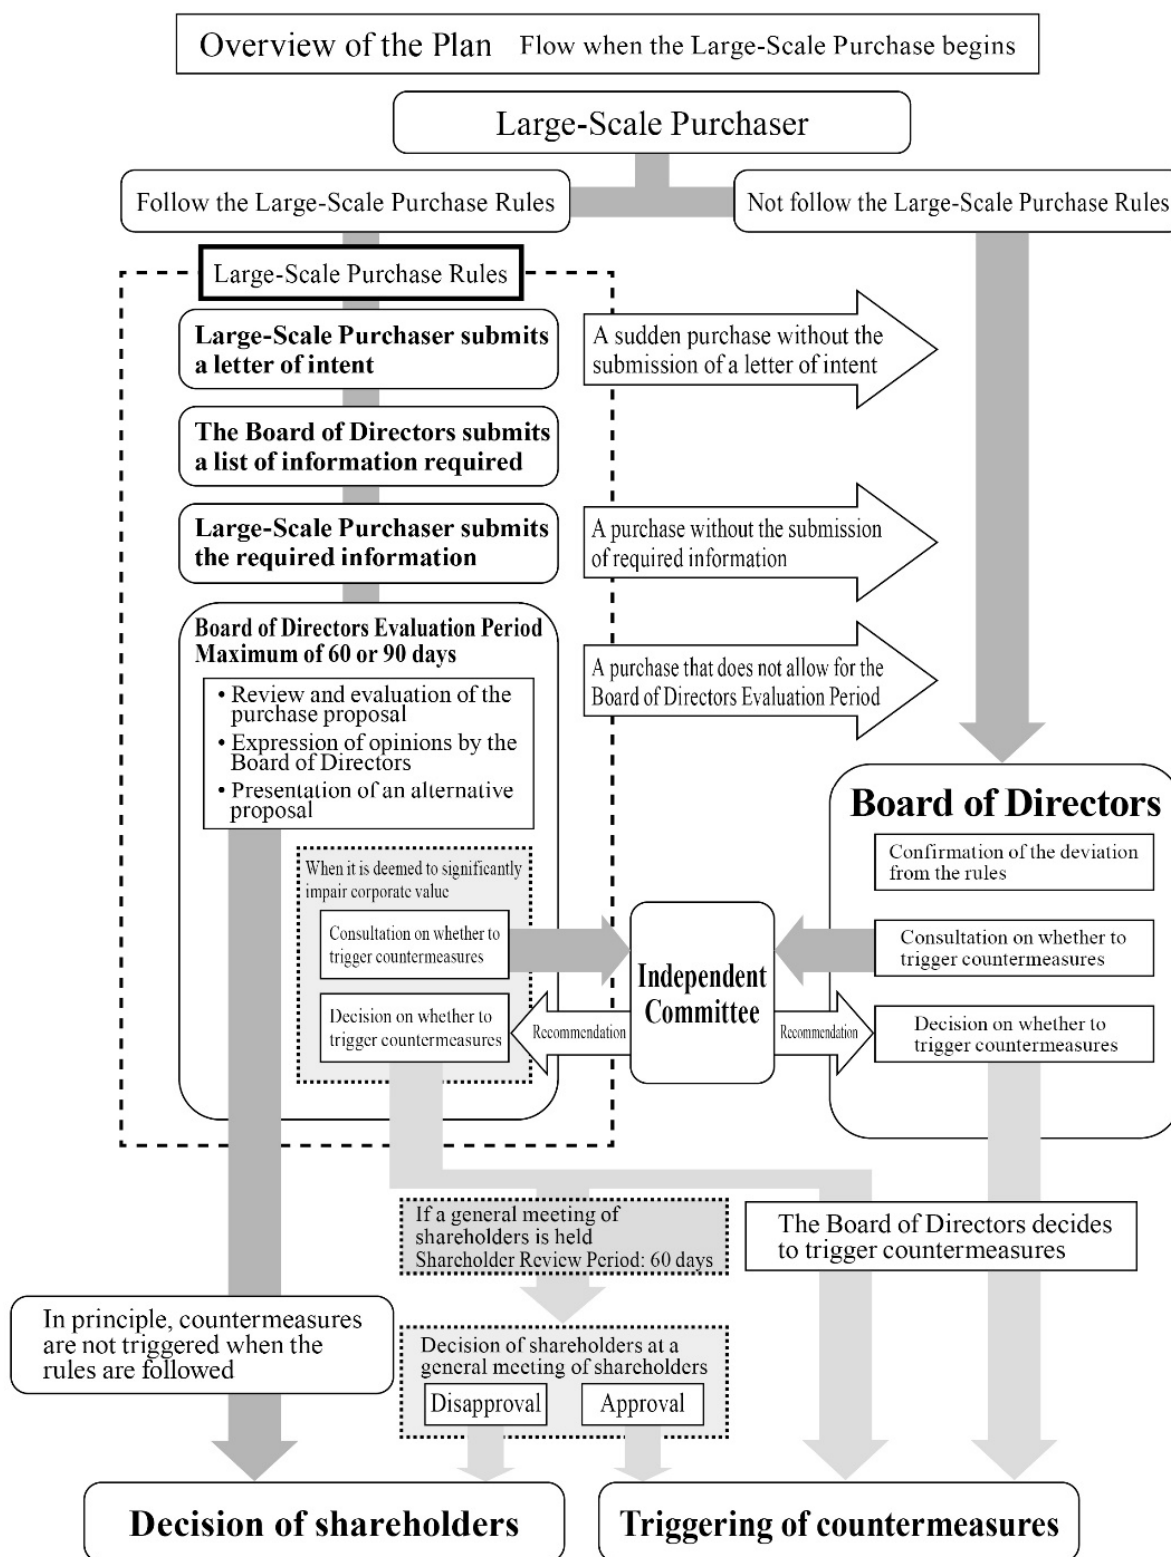 Overview of the Plan Flow when the Large-Scale Purchase begins
Large-Scale Purchaser
Follow the Large-Scale Purchase Rules
Not follow the Large-Scale Purchase Rules
Large-Scale Purchase Rules
Large-Scale Purchaser submits
a letter of intent
A sudden purchase without the
submission of a letter of intent
The Board of Directors submits
a list of information required
Large-Scale Purchaser submits
the required information
A purchase without the submission
of required information
Board of Directors Evaluation Period
Maximum of 60 or 90 days
• Review and evaluation of the
purchase proposal
• Expression of opinions by the
Board of Directors
• Presentation of an alternative
proposal
A purchase that does not allow for the
Board of Directors Evaluation Period
Board of Directors
Confirmation of the deviation
from the rules
When it is deemed to significantly
impair corporate value
Consultation on whether to
trigger countermeasures
Independent
Committee
Consultation on whether to
trigger countermeasures
Decision on whether to
trigger countermeasures
Recommendation
Recommendation
Decision on whether to
trigger countermeasures
If a general meeting of
shareholders is held
Shareholder Review Period: 60 days
The Board of Directors decides
to trigger countermeasures
In principle, countermeasures
are not triggered when the
rules are followed
Decision of shareholders at a
general meeting of shareholders
Disapproval
Approval
Decision of shareholders
Triggering of countermeasures